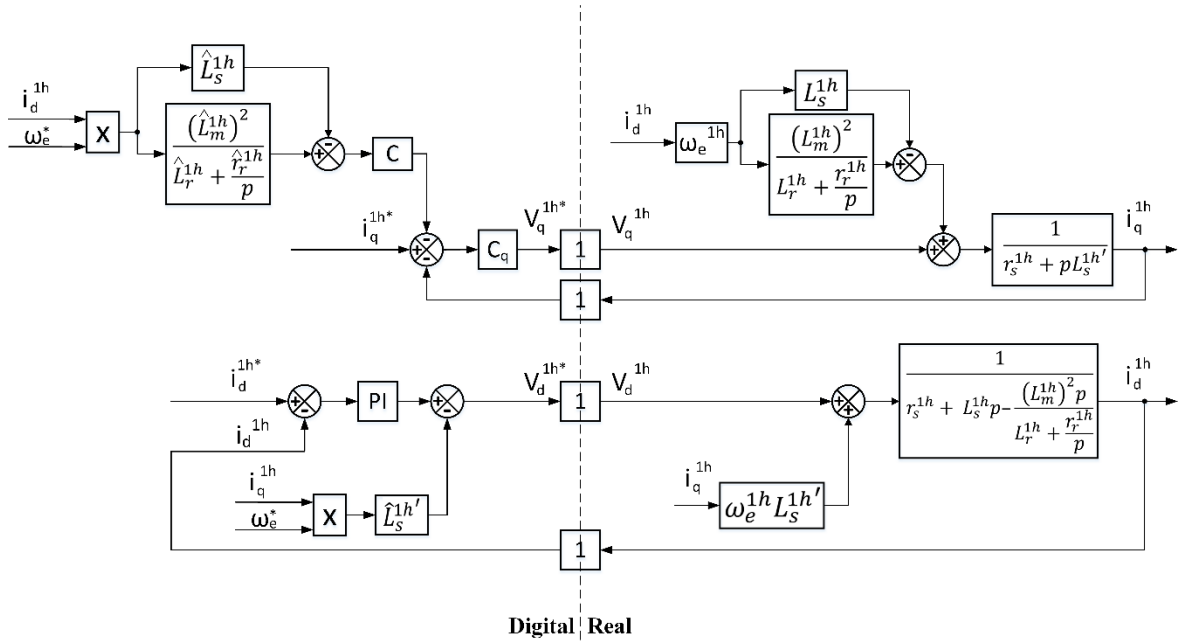 L̂_s^{1h}
i_d^{1h}
ω_e^*
X
(L̂_m^{1h})^2
L̂_r^{1h} + r̂_r^{1h}
p
+
-
C
i_q^{1h*}
+
-
-
C_q
V_q^{1h*}
1
V_q^{1h}
1
L_s^{1h}
i_d^{1h}
ω_e^{1h}
(L_m^{1h})^2
L_r^{1h} + r_r^{1h}
p
+
-
+
+
1
r_s^{1h} + pL_s^{1h'}
i_q^{1h}
i_d^{1h*}
+
-
PI
+
-
V_d^{1h*}
1
V_d^{1h}
i_d^{1h}
i_q^{1h}
ω_e^*
X
L̂_s^{1h'}
+
+
i_q^{1h}
ω_e^{1h}L_s^{1h'}
1
r_s^{1h} + L_s^{1h}p- (L_m^{1h})^2 p
L_r^{1h} + r_r^{1h}
p
i_d^{1h}
1
Digital Real